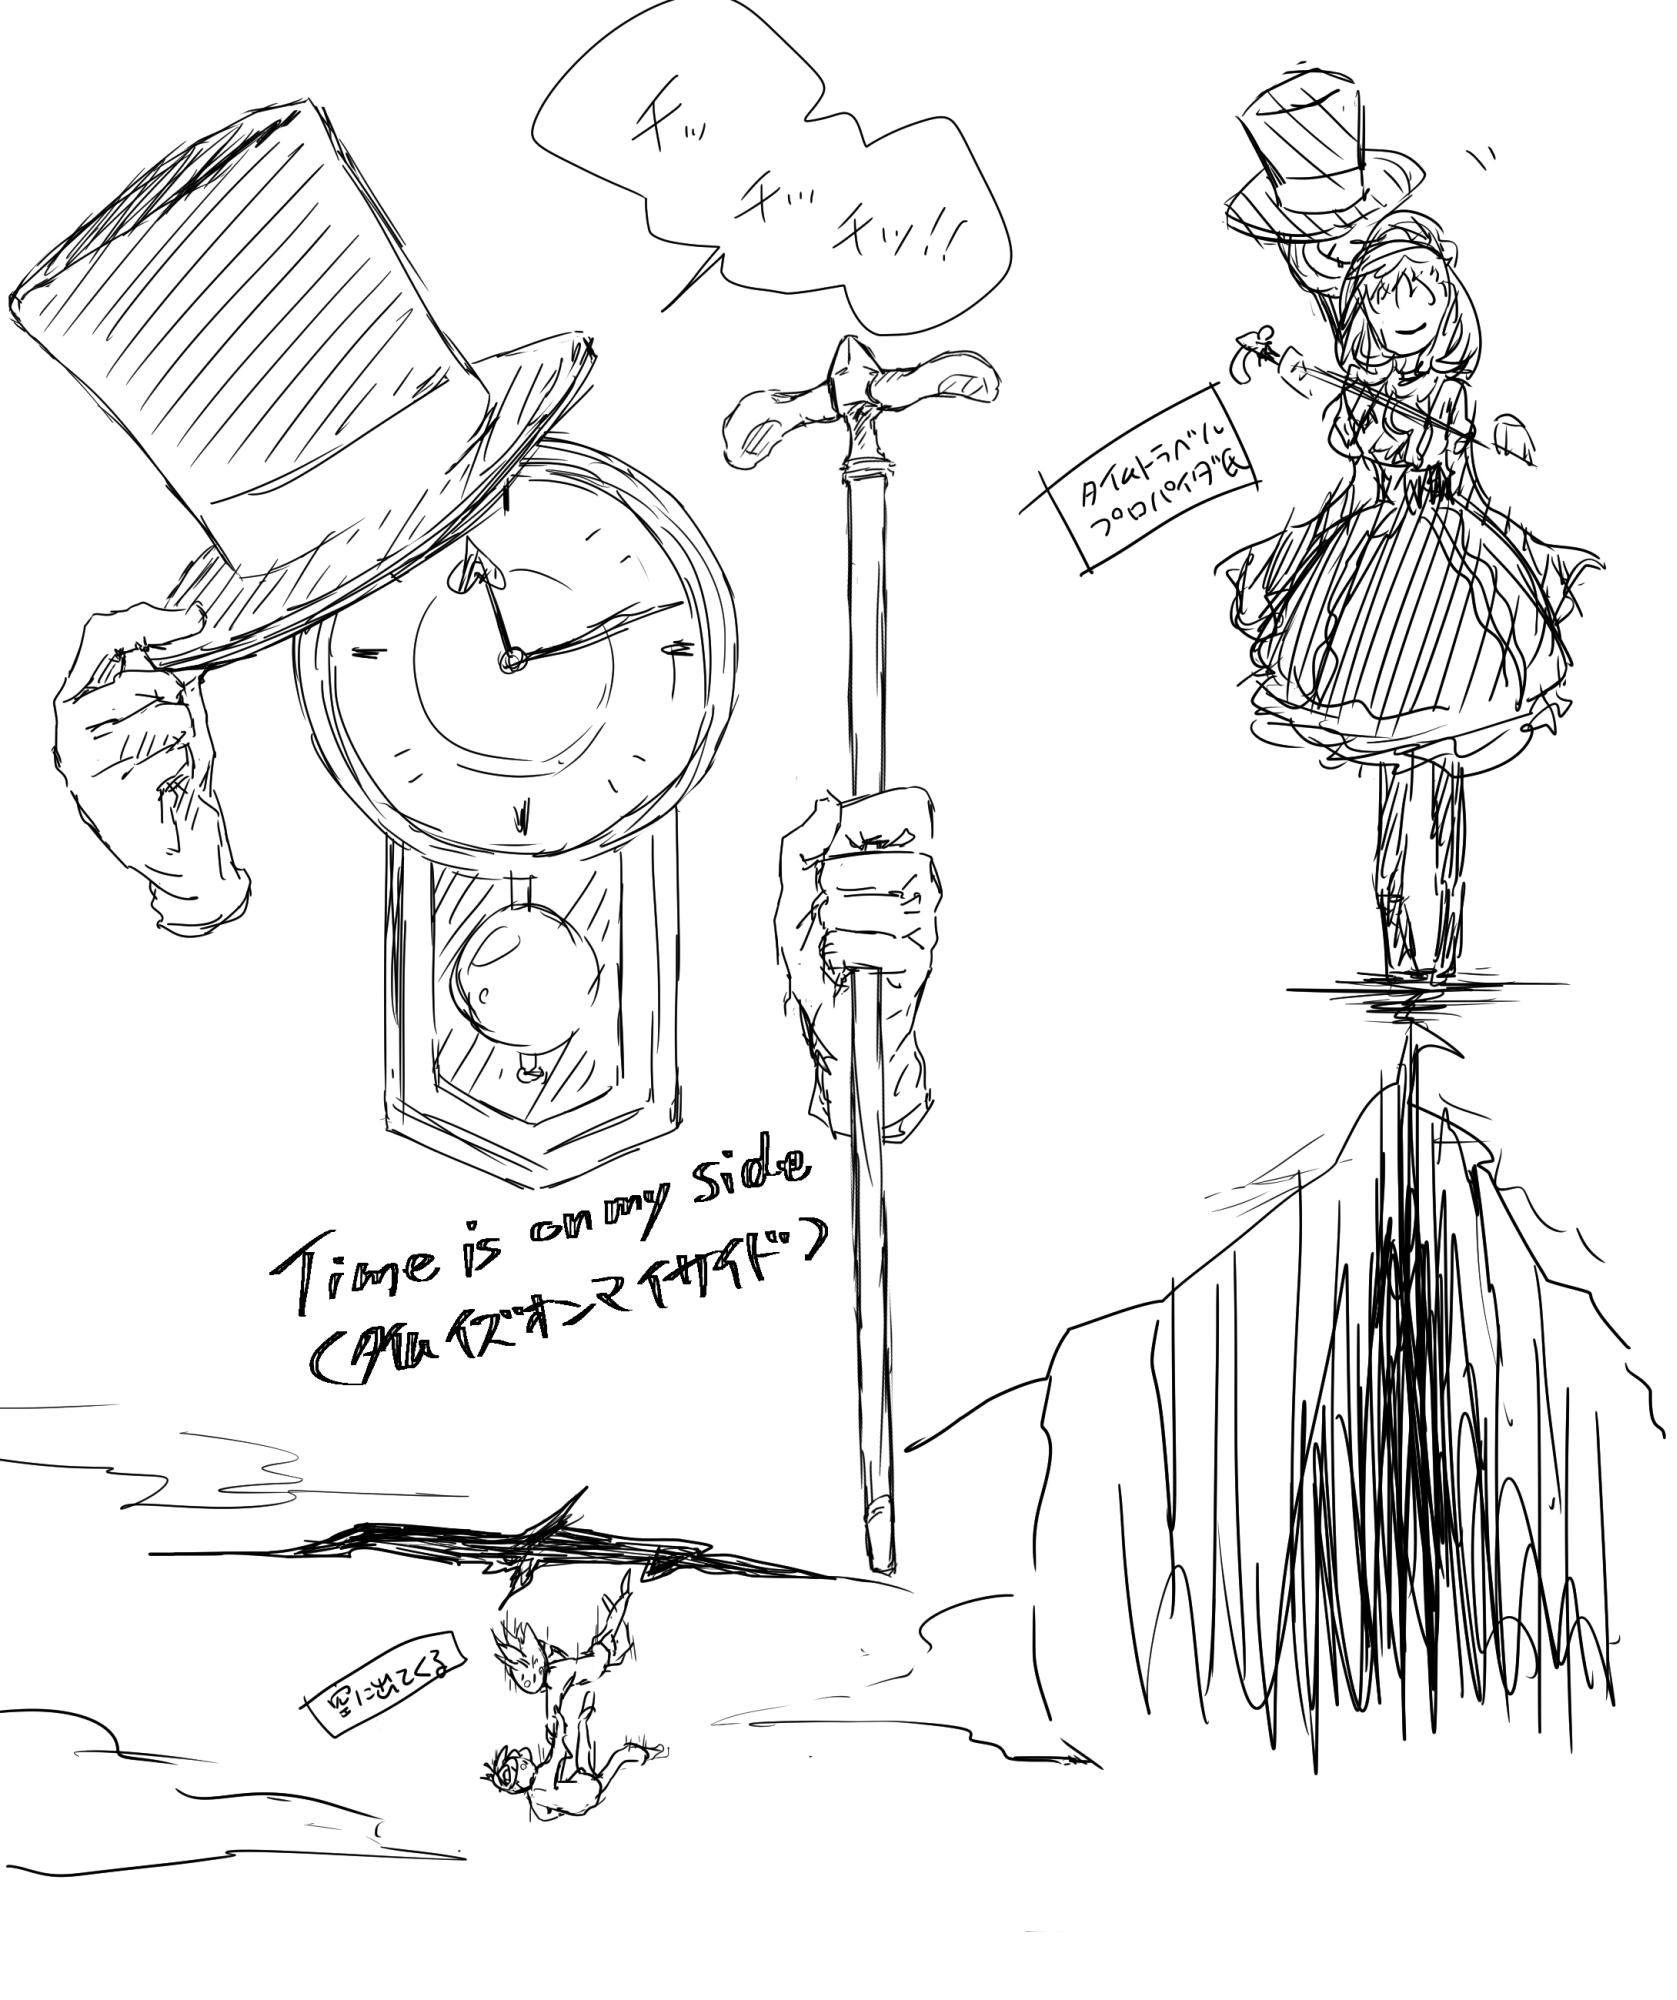 チッ
チッ
チッ!!
タイムトラベル
プロバイダ氏
Time is on my side
(タイムイズオンマイサイド)
空に出てくる